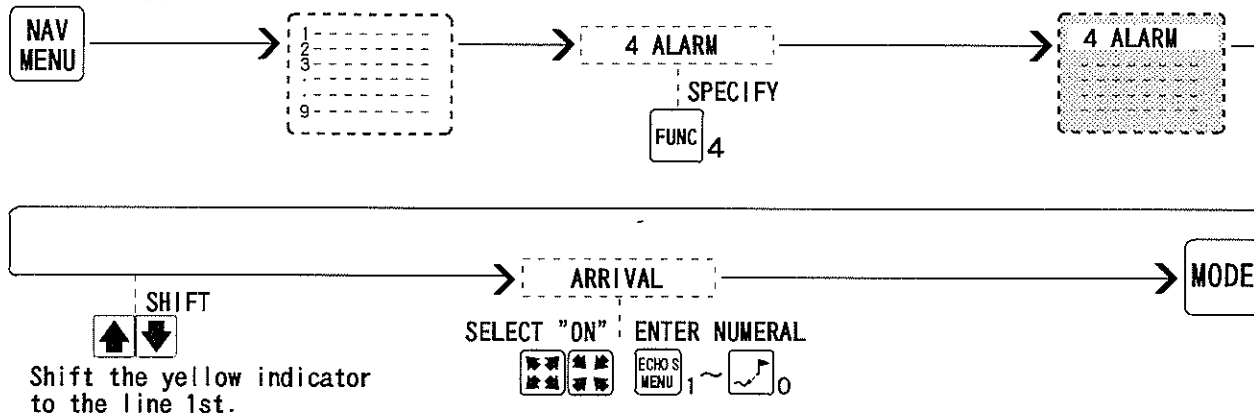 NAV
MENU
1
2
3
9
4 ALARM
SPECIFY
FUNC 4
4 ALARM
SHIFT
Shift the yellow indicator
to the line 1st.
ARRIVAL
SELECT "ON"
ENTER NUMERAL
ECHO S
MENU 1 ~ 0
MODE